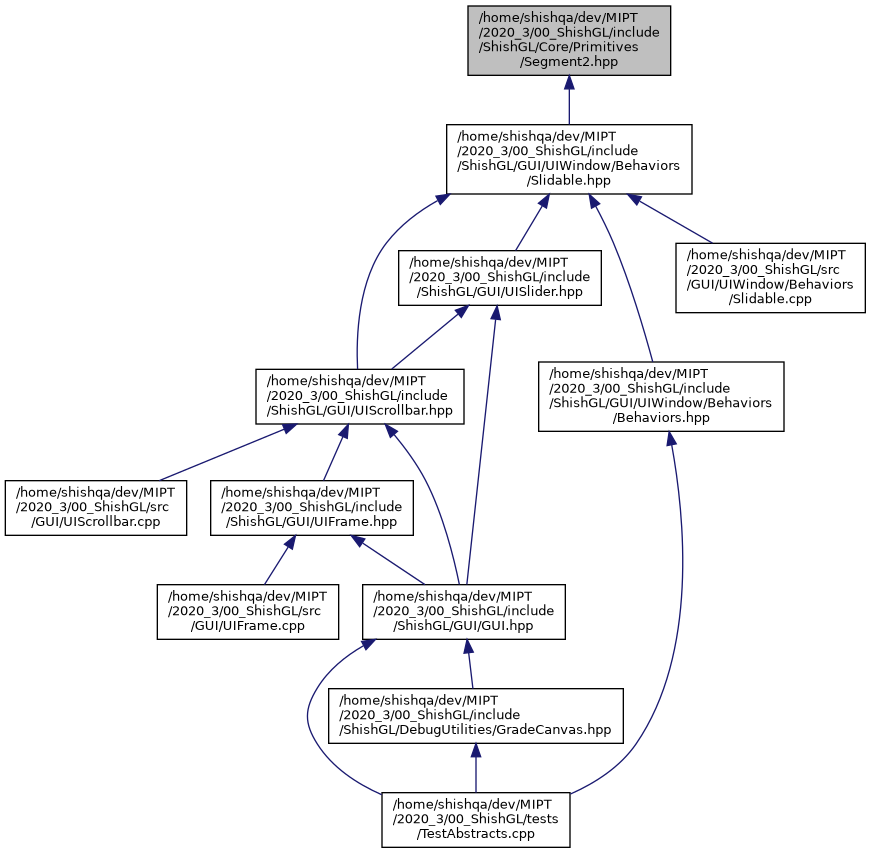 /home/shishqa/dev/MIPT
/2020_3/00_ShishGL/include
/ShishGL/Core/Primitives
/Segment2.hpp
/home/shishqa/dev/MIPT
/2020_3/00_ShishGL/include
/ShishGL/GUI/UIWindow/Behaviors
/Slidable.hpp
/home/shishqa/dev/MIPT
/2020_3/00_ShishGL/include
/ShishGL/GUI/UISlider.hpp
/home/shishqa/dev/MIPT
/2020_3/00_ShishGL/src
/GUI/UIWindow/Behaviors
/Slidable.cpp
/home/shishqa/dev/MIPT
/2020_3/00_ShishGL/include
/ShishGL/GUI/UIScrollbar.hpp
/home/shishqa/dev/MIPT
/2020_3/00_ShishGL/include
/ShishGL/GUI/UIWindow/Behaviors
/Behaviors.hpp
/home/shishqa/dev/MIPT
/2020_3/00_ShishGL/src
/GUI/UIScrollbar.cpp
/home/shishqa/dev/MIPT
/2020_3/00_ShishGL/include
/ShishGL/GUI/UIFrame.hpp
/home/shishqa/dev/MIPT
/2020_3/00_ShishGL/src
/GUI/UIFrame.cpp
/home/shishqa/dev/MIPT
/2020_3/00_ShishGL/include
/ShishGL/GUI/GUI.hpp
/home/shishqa/dev/MIPT
/2020_3/00_ShishGL/include
/ShishGL/DebugUtilities/GradeCanvas.hpp
/home/shishqa/dev/MIPT
/2020_3/00_ShishGL/tests
/TestAbstracts.cpp